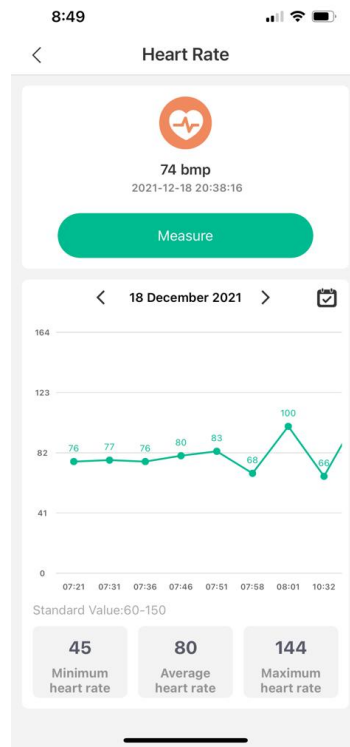 8:49
Heart Rate
74 bmp
2021-12-18 20:38:16
Measure
18 December 2021
164
123
100
82
76 77 76 80 83 68 66
41
0
07:21 07:31 07:36 07:46 07:51 07:58 08:01 10:32
Standard Value:60-150
45 80 144
Minimum Average Maximum
heart rate heart rate heart rate